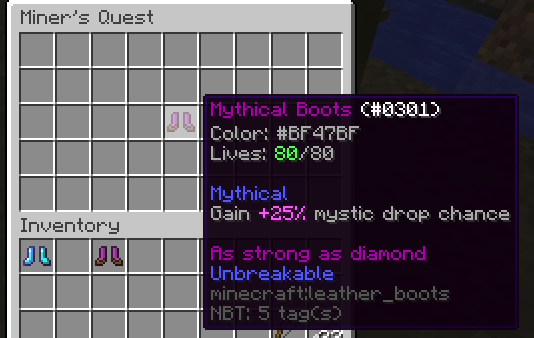 Miner's Quest
Mythical Boots (#0301)
Color: #BF47BF
Lives: 80/80
Mythical
Gain +25% mystic drop chance
As strong as diamond
Unbreakable
minecraft:leather_boots
NBT: 5 tag(s)
Inventory